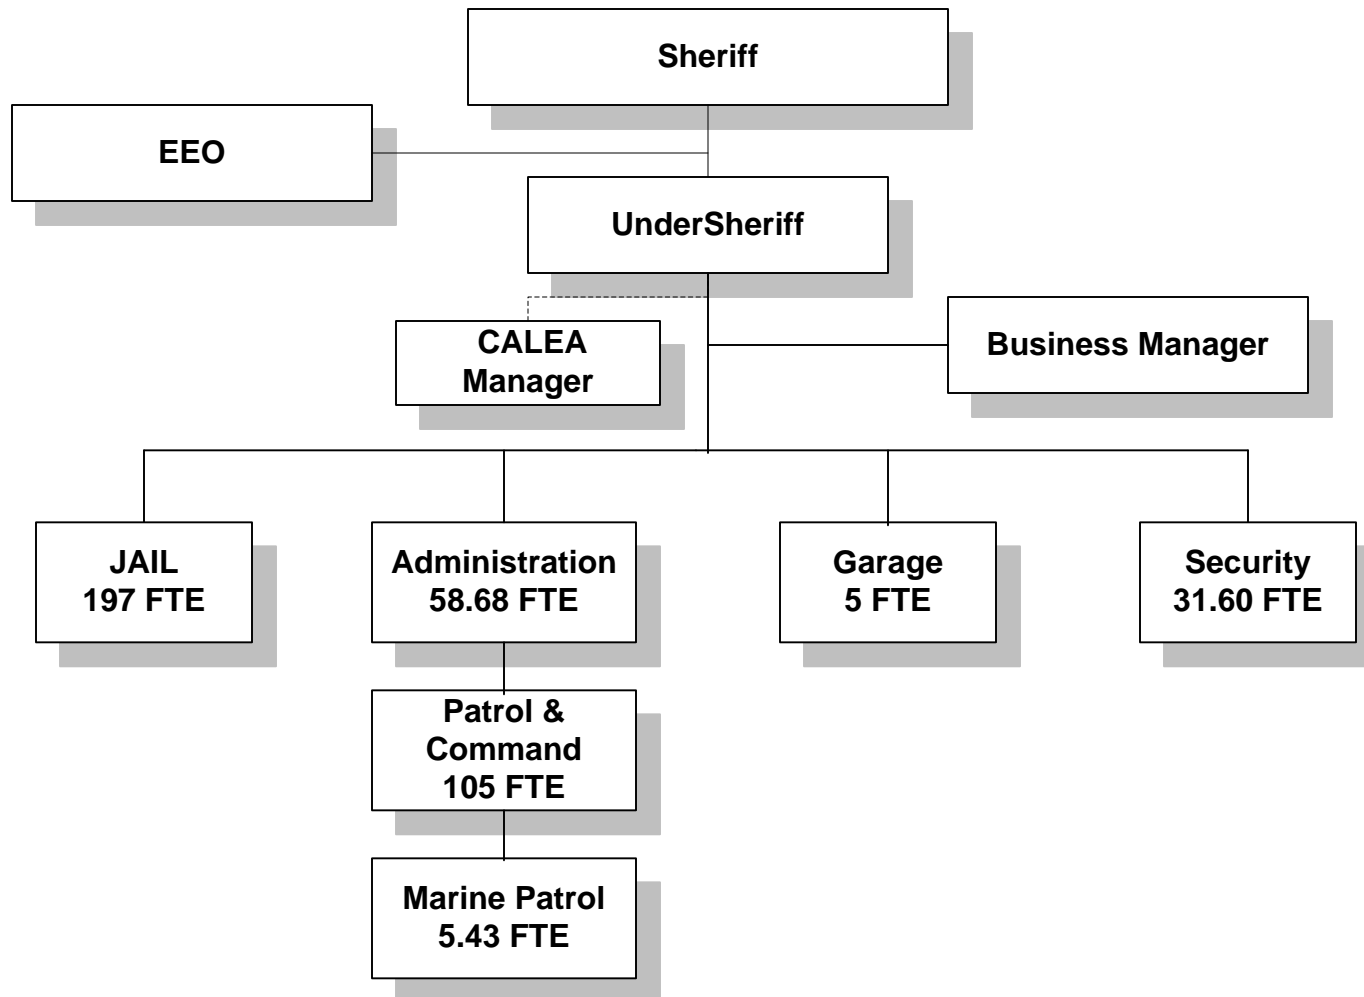 Sheriff
EEO
UnderSheriff
CALEA
Manager
Business Manager
JAIL
197 FTE
Administration
58.68 FTE
Garage
5 FTE
Security
31.60 FTE
Patrol &
Command
105 FTE
Marine Patrol
5.43 FTE